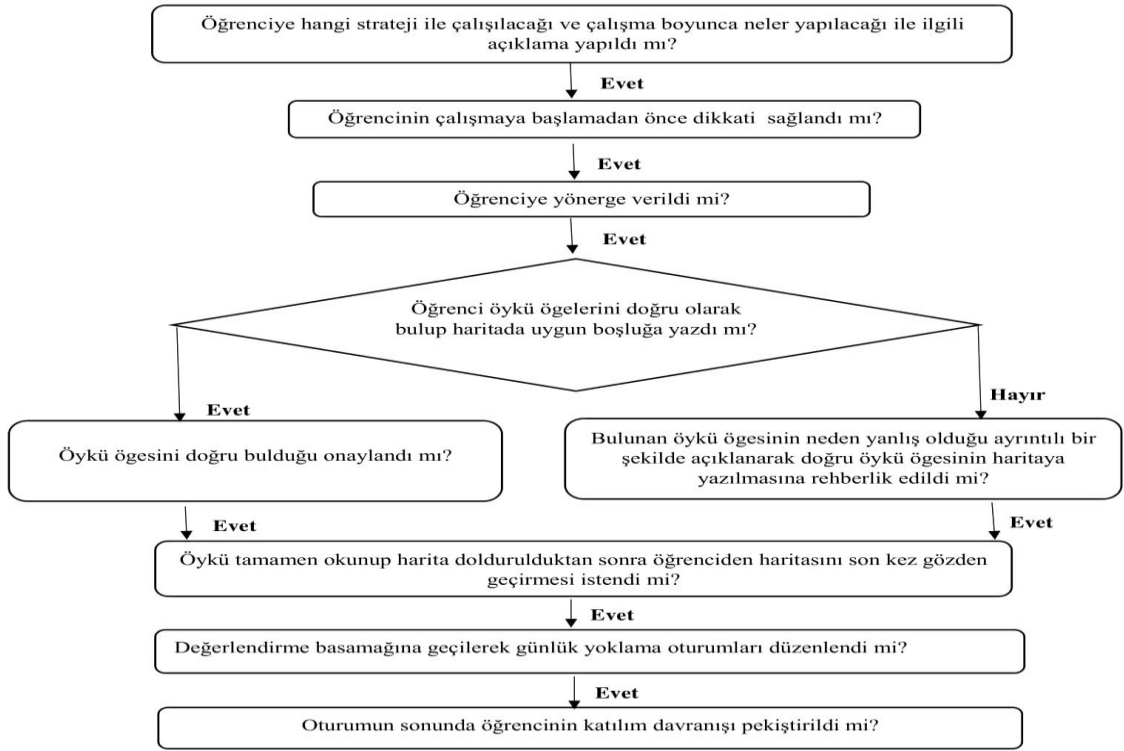 Öğrenciye hangi strateji ile çalışılacağı ve çalışma boyunca neler yapılacağı ile ilgili
açıklama yapıldı mı?
Evet
Öğrencinin çalışmaya başlamadan önce dikkati sağlandı mı?
Evet
Öğrenciye yönerge verildi mi?
Evet
Öğrenci öykü ögelerini doğru olarak
bulup haritada uygun boşluğa yazdı mı?
Evet
Hayır
Öykü ögesini doğru bulduğu onaylandı mı?
Bulunan öykü ögesinin neden yanlış olduğu ayrıntılı bir
şekilde açıklanarak doğru öykü ögesinin haritaya
yazılmasına rehberlik edildi mi?
Evet
Evet
Öykü tamamen okunup harita doldurulduktan sonra öğrenciden haritasını son kez gözden
geçirmesi istendi mi?
Evet
Değerlendirme basamağına geçilerek günlük yoklama oturumları düzenlendi mi?
Evet
Oturumun sonunda öğrencinin katılım davranışı pekiştirildi mi?